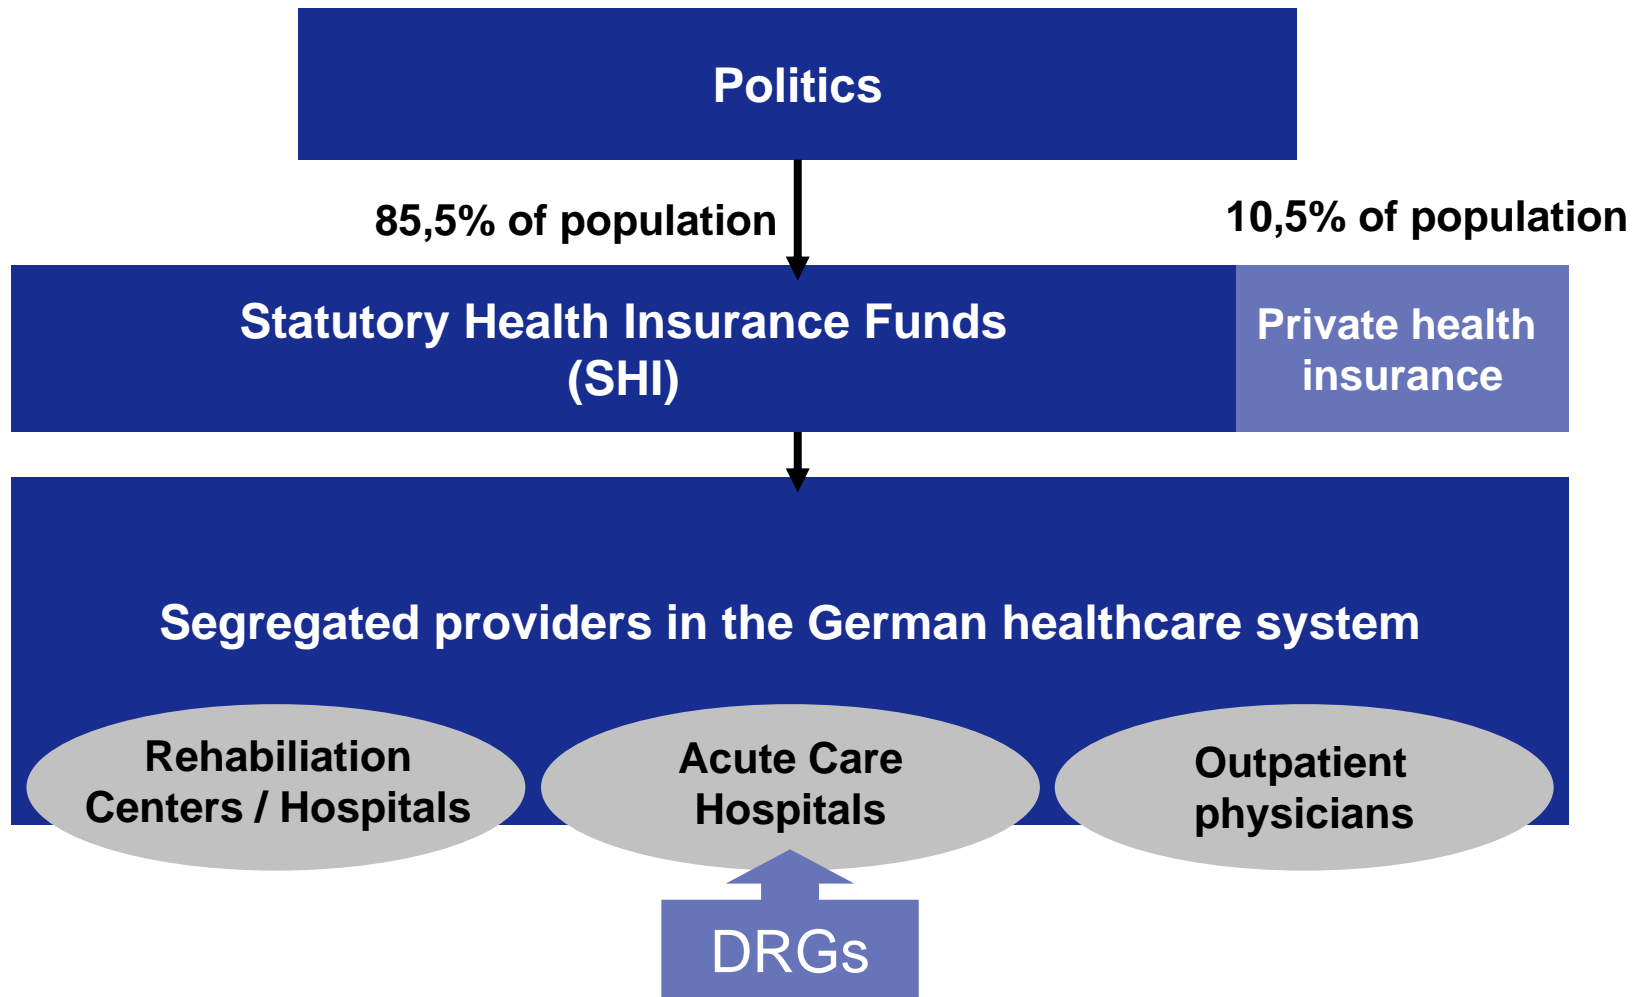 Politics
85,5% of population
10,5% of population
Statutory Health Insurance Funds
(SHI)
Private health
insurance
Segregated providers in the German healthcare system
Rehabiliation
Centers / Hospitals
Acute Care
Hospitals
Outpatient
physicians
DRGs